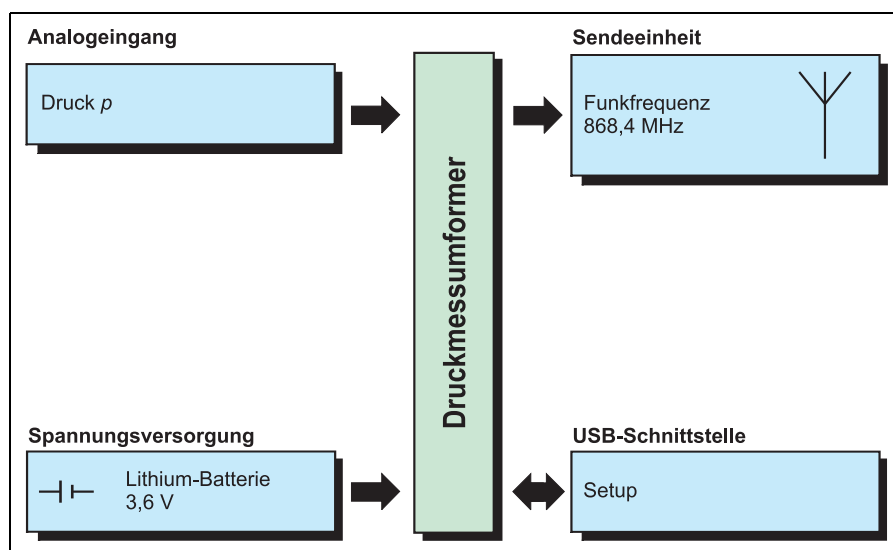 Analogeingang
Druck p
Druckmessumformer
Sendeeinheit
Funkfrequenz
868,4 MHz
Spannungsversorgung
Lithium-Batterie
3,6 V
USB-Schnittstelle
Setup